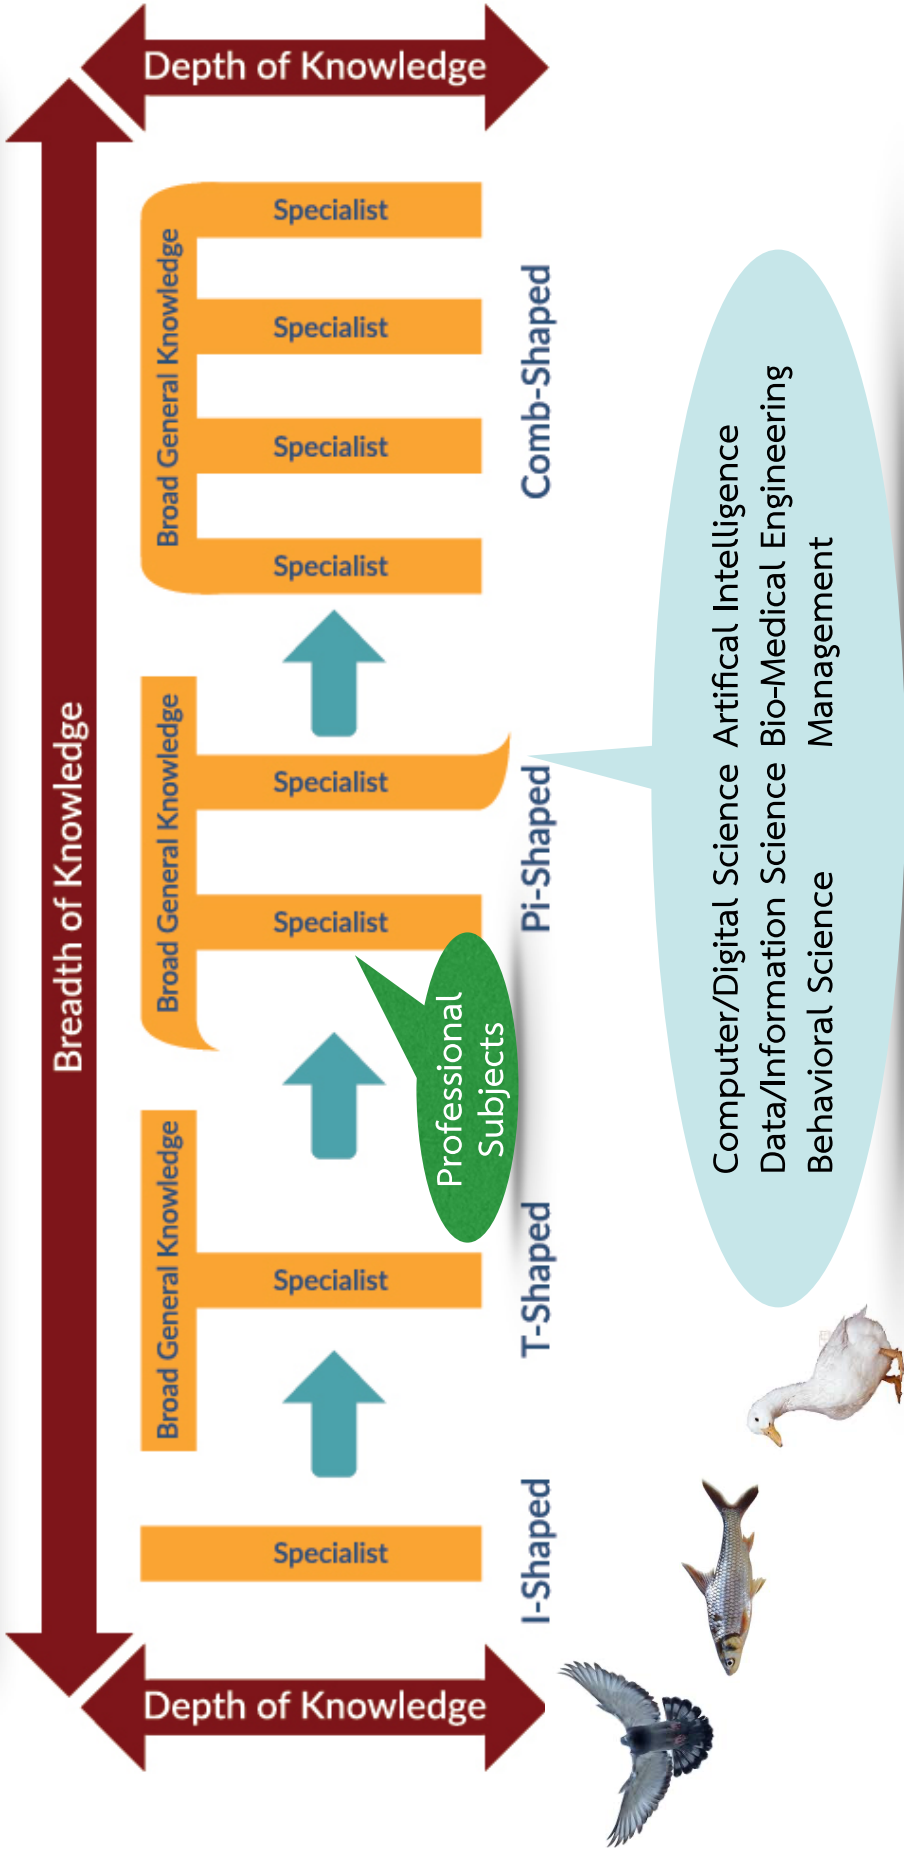 Breadth of Knowledge
Depth of Knowledge
Depth of Knowledge
Specialist
I-Shaped
Broad General Knowledge
Specialist
T-Shaped
Broad General Knowledge
Specialist
Specialist
Pi-Shaped
Broad General Knowledge
Specialist
Specialist
Specialist
Specialist
Comb-Shaped
Professional
Subjects
Computer/Digital Science Artifical Intelligence
Data/Information Science Bio-Medical Engineering
Behavioral Science Management